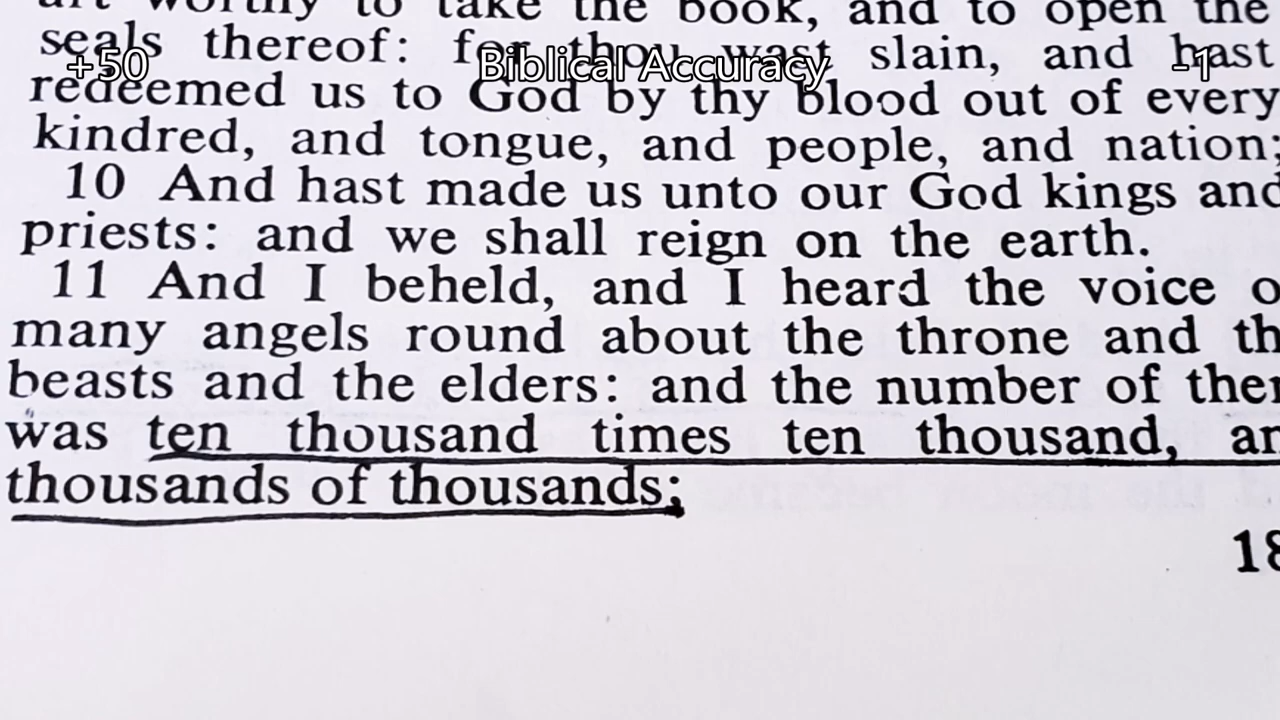 art worthy to take the book, and to open the
seals thereof: for thou wast slain, and hast
+50 Biblical Accuracy -1
redeemed us to God by thy blood out of every
kindred, and tongue, and people, and nation;
10 And hast made us unto our God kings and
priests: and we shall reign on the earth.
11 And I beheld, and I heard the voice o
many angels round about the throne and th
beasts and the elders: and the number of the
was ten thousand times ten thousand, an
thousands of thousands;
18